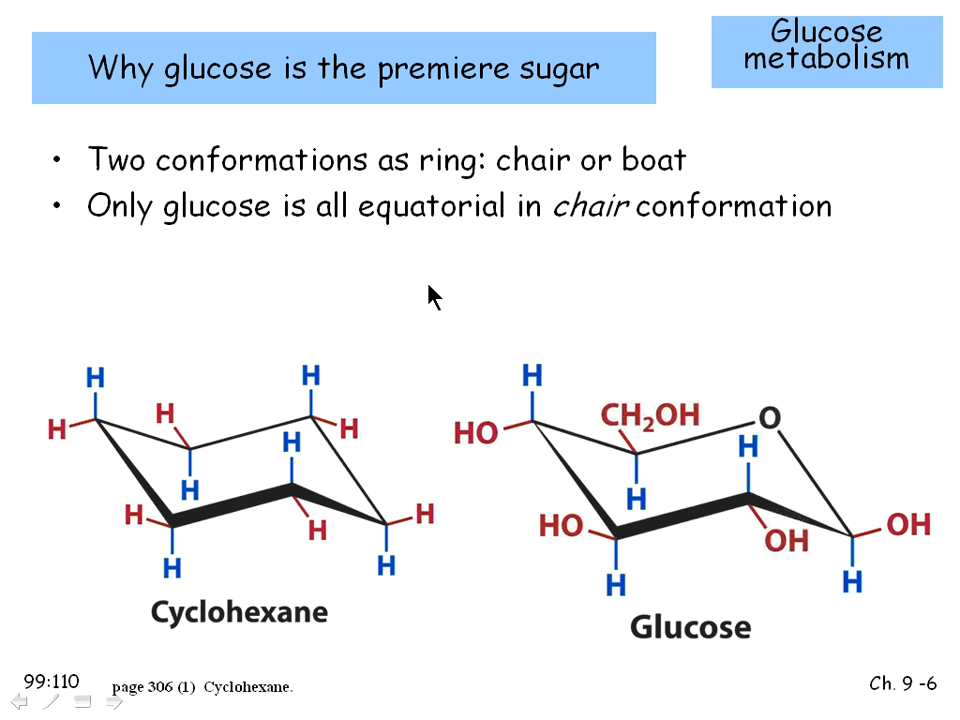 Glucose
metabolism
Why glucose is the premiere sugar
• Two conformations as ring: chair or boat
• Only glucose is all equatorial in chair conformation
H
H
H
H
H
H
H
H
H
H
H
H
Cyclohexane
H
HO
CH₂OH
O
H
H
HO
OH
OH
H
H
Glucose
99:110
page 306 (1) Cyclohexane.
Ch. 9 -6